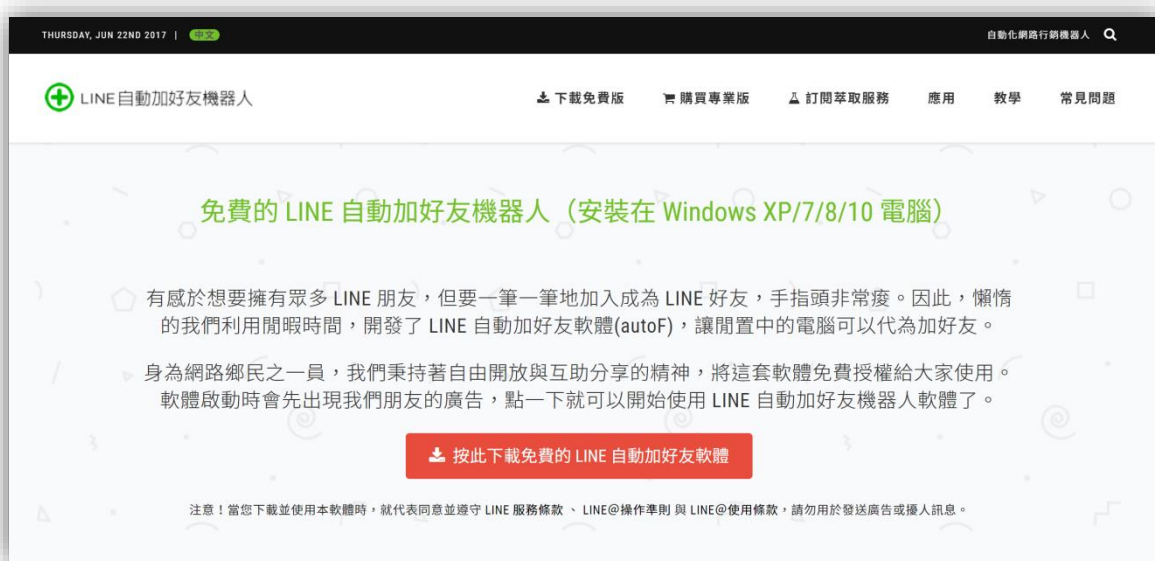 THURSDAY, JUN 22ND 2017 | 中文 自動化網路行銷機器人
LINE自動加好友機器人 下載免費版 購買專業版 訂閱萃取服務 應用 教學 常見問題
免費的 LINE 自動加好友機器人（安裝在 Windows XP/7/8/10 電腦）
有感於想要擁有眾多 LINE 朋友，但要一筆一筆地加入成為 LINE 好友，手指頭非常痠。因此，懶惰
的我們利用閒暇時間，開發了 LINE 自動加好友軟體(autoF)，讓閒置中的電腦可以代為加好友。
身為網路鄉民之一員，我們秉持著自由開放與互助分享的精神，將這套軟體免費授權給大家使用。
軟體啟動時會先出現我們朋友的廣告，點一下就可以開始使用 LINE 自動加好友機器人軟體了。
按此下載免費的 LINE 自動加好友軟體
注意！當您下載並使用本軟體時，就代表同意並遵守 LINE 服務條款 、 LINE@操作準則 與 LINE@使用條款，請勿用於發送廣告或擾人訊息。